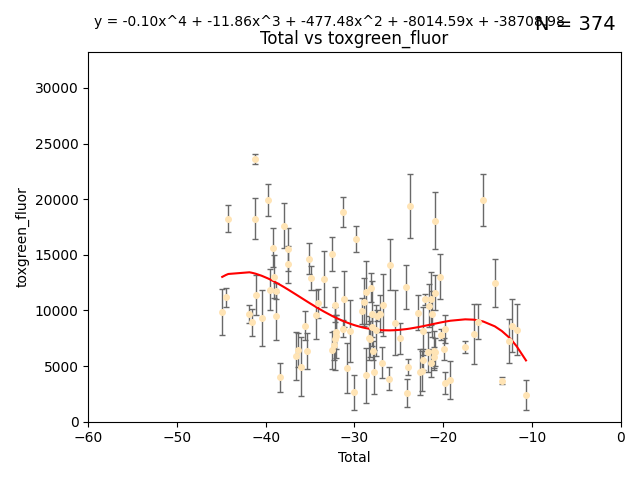 y = -0.10x^4 + -11.86x^3 + -477.48x^2 + -8014.59x + -38708.98
N = 374
Total vs toxgreen_fluor
toxgreen_fluor
30000
25000
20000
15000
10000
5000
0
−60
−50
−40
−30
−20
−10
0
Total